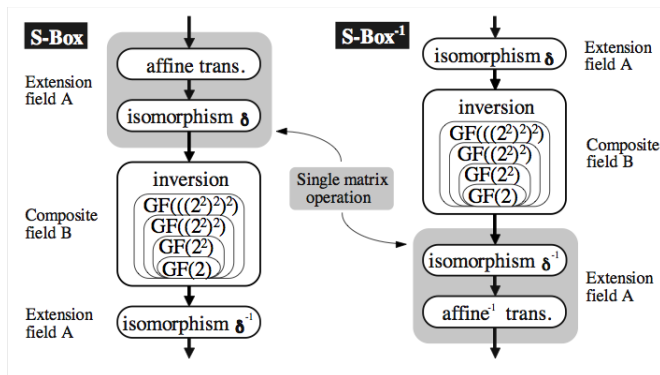 S-Box
Extension
field A
affine trans.
isomorphism δ
inversion
GF(((2²)²)²)
GF((2²)²)
GF(2²)
GF(2)
Composite
field B
Extension
field A
isomorphism δ⁻¹
Single matrix
operation
S-Box⁻¹
isomorphism δ
Extension
field A
inversion
GF(((2²)²)²)
GF((2²)²)
GF(2²)
GF(2)
Composite
field B
isomorphism δ⁻¹
affine⁻¹ trans.
Extension
field A